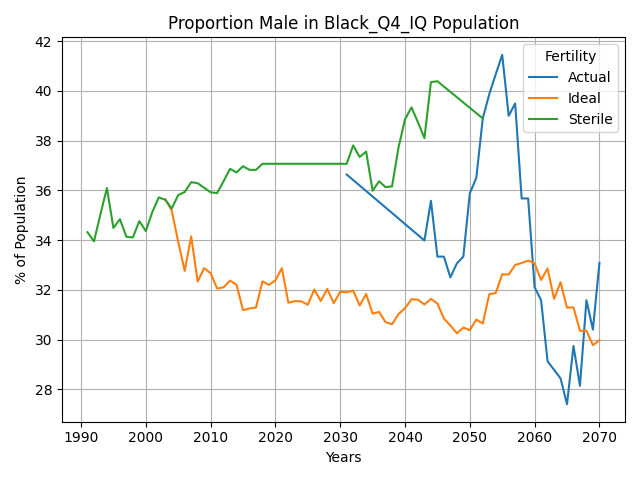 Proportion Male in Black_Q4_IQ Population
% of Population
42
40
38
36
34
32
30
28
Fertility
Actual
Ideal
Sterile
1990 2000 2010 2020 2030 2040 2050 2060 2070
Years